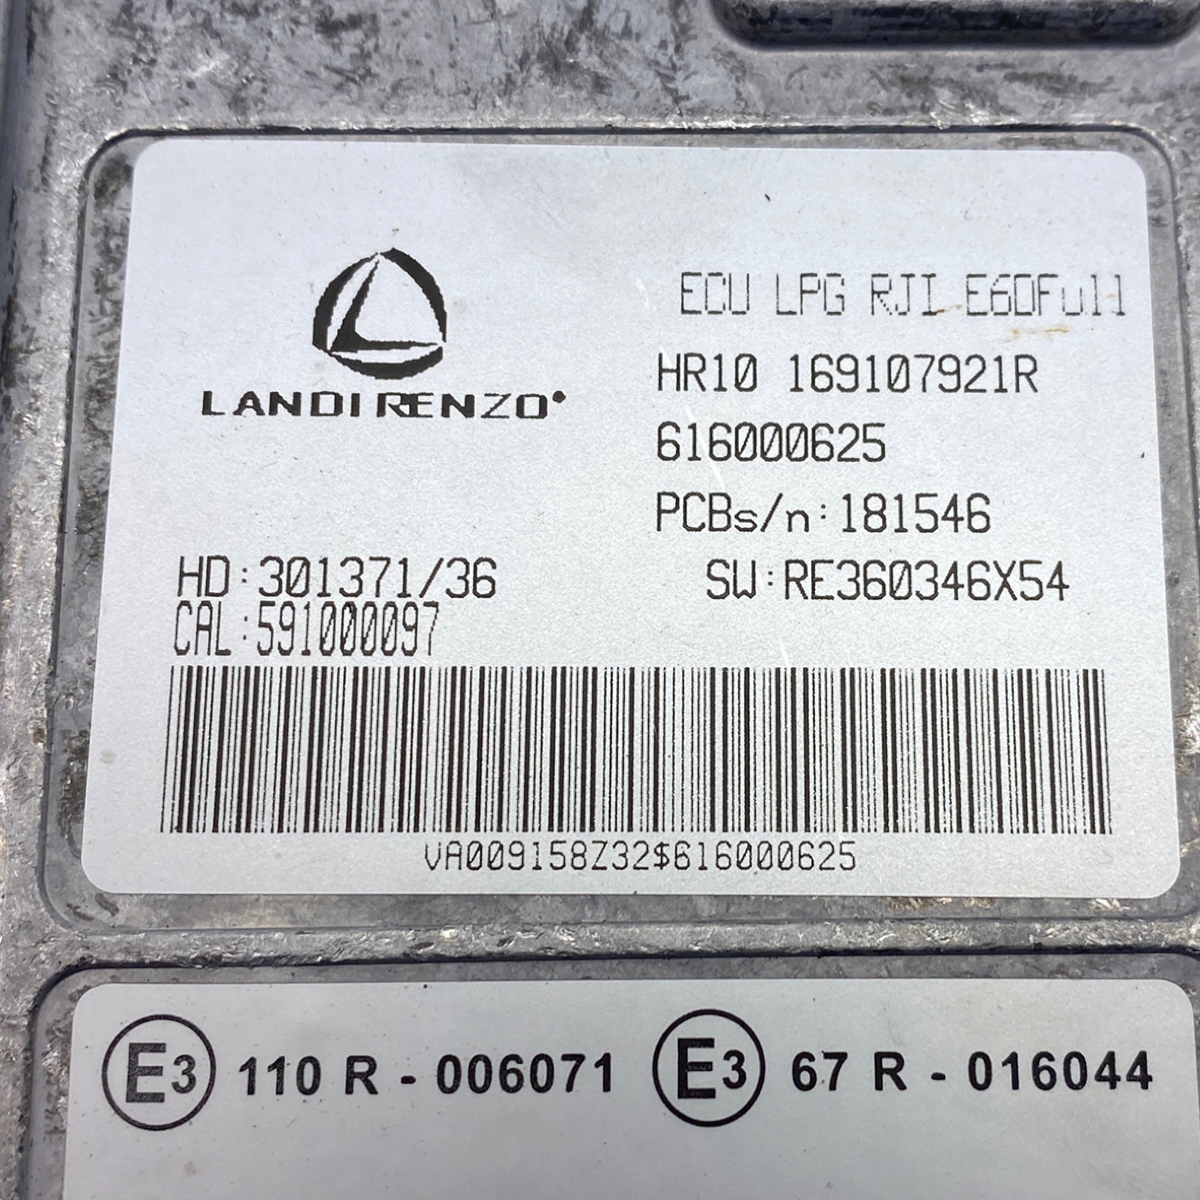 LANDIRENZO
ECU LPG RJI E6DFull
HR10 169107921R
616000625
PCBs/n:181546
HD:301371/36 SW:RE360346X54
CAL:591000097
VA009158Z32$616000625
E3 110 R - 006071 E3 67 R - 016044